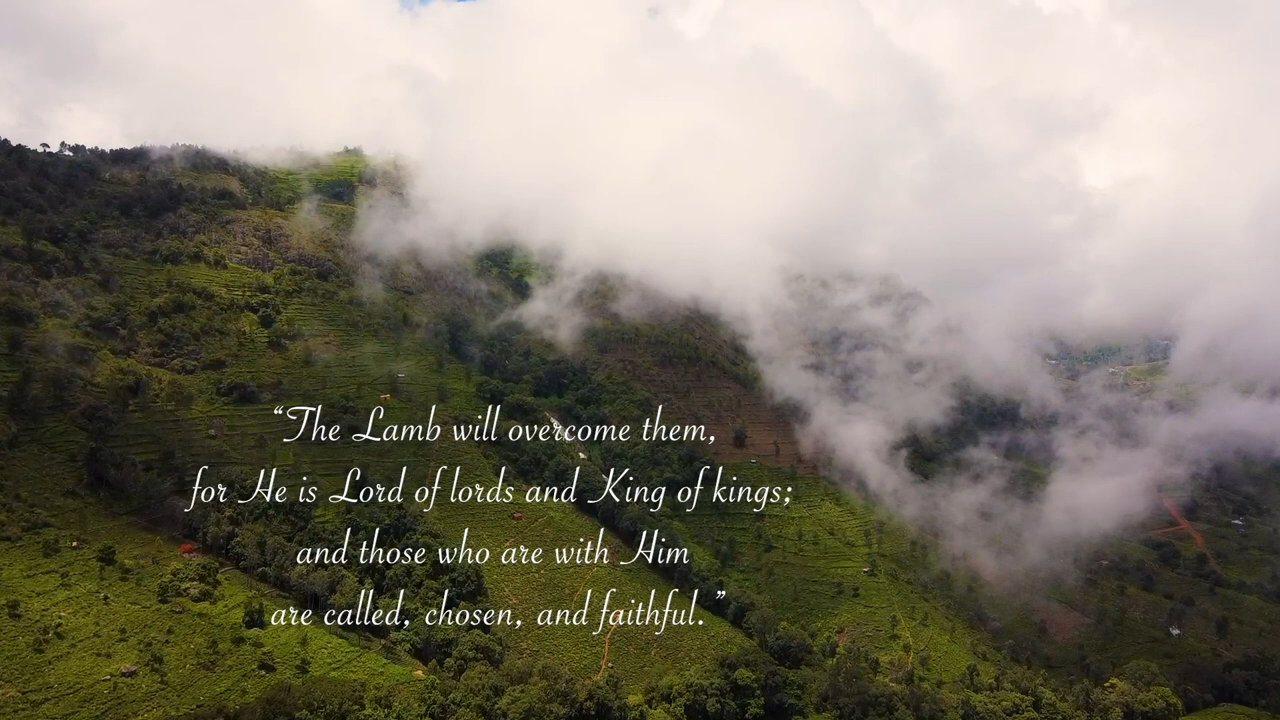 “The Lamb will overcome them,
for He is Lord of lords and King of kings;
and those who are with Him
are called, chosen, and faithful.”